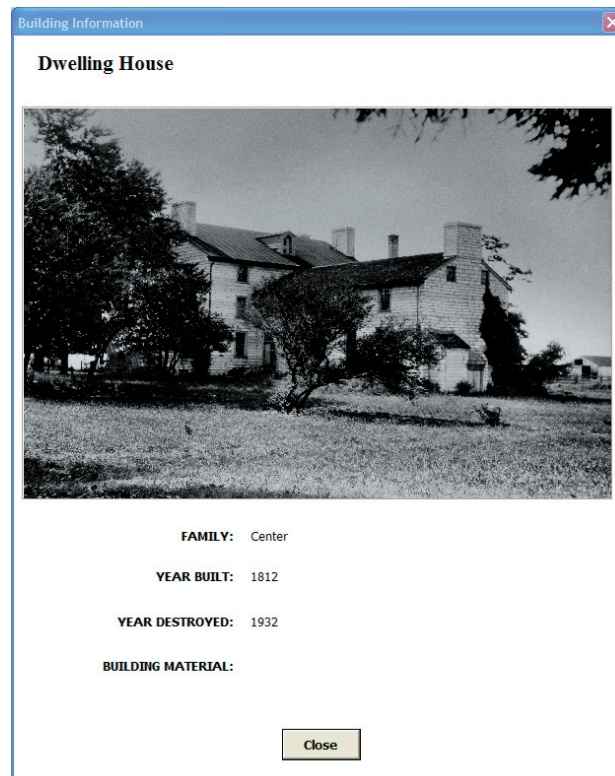 Building Information
Dwelling House
FAMILY: Center
YEAR BUILT: 1812
YEAR DESTROYED: 1932
BUILDING MATERIAL:
Close